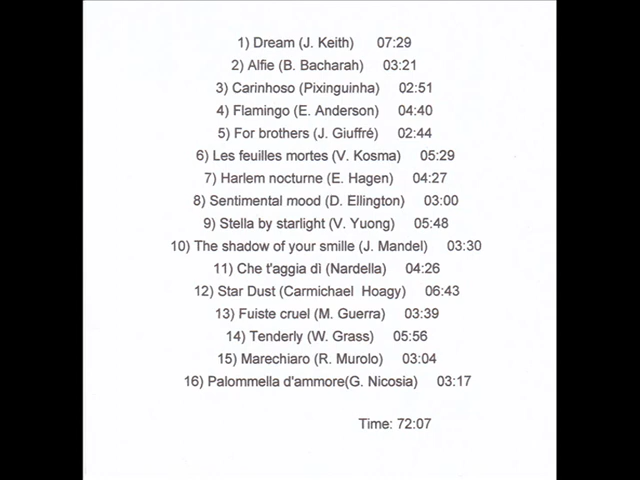 1) Dream (J. Keith) 07:29
2) Alfie (B. Bacharah) 03:21
3) Carinhoso (Pixinguinha) 02:51
4) Flamingo (E. Anderson) 04:40
5) For brothers (J. Giuffré) 02:44
6) Les feuilles mortes (V. Kosma) 05:29
7) Harlem nocturne (E. Hagen) 04:27
8) Sentimental mood (D. Ellington) 03:00
9) Stella by starlight (V. Yuong) 05:48
10) The shadow of your smille (J. Mandel) 03:30
11) Che t'aggia dì (Nardella) 04:26
12) Star Dust (Carmichael Hoagy) 06:43
13) Fuiste cruel (M. Guerra) 03:39
14) Tenderly (W. Grass) 05:56
15) Marechiaro (R. Murolo) 03:04
16) Palommella d'ammore(G. Nicosia) 03:17
Time: 72:07